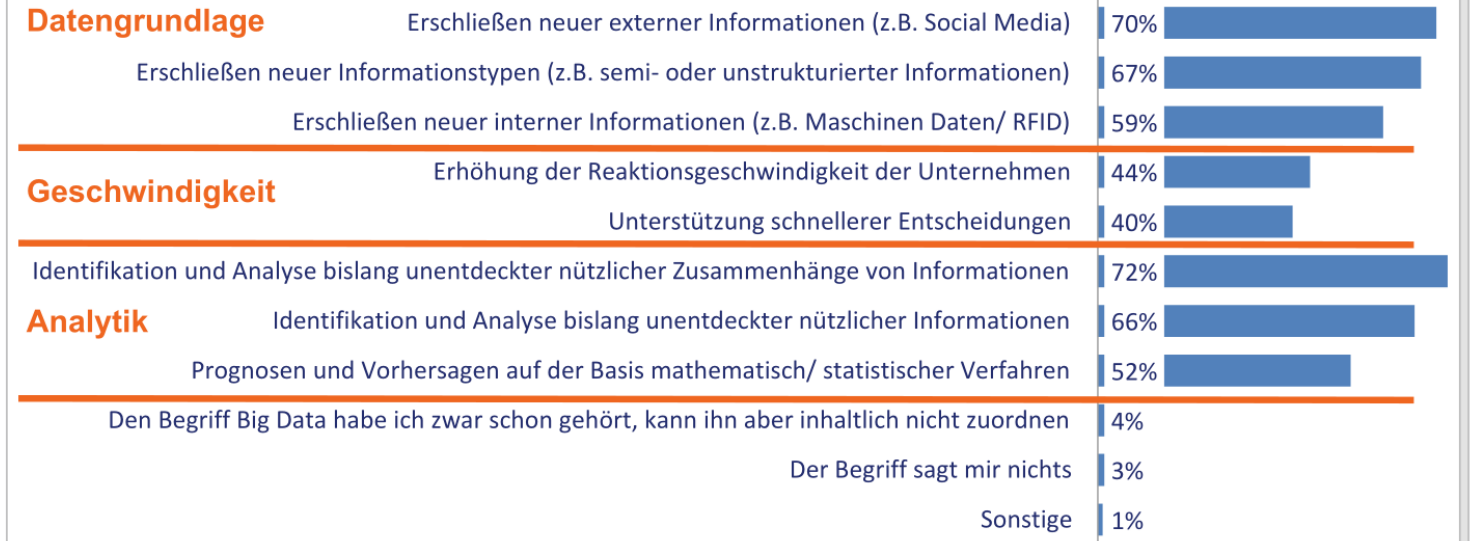 Datengrundlage Erschließen neuer externer Informationen (z.B. Social Media) 70%
Erschließen neuer Informationstypen (z.B. semi- oder unstrukturierter Informationen) 67%
Erschließen neuer interner Informationen (z.B. Maschinen Daten/ RFID) 59%
Erhöhung der Reaktionsgeschwindigkeit der Unternehmen 44%
Geschwindigkeit
Unterstützung schnellerer Entscheidungen 40%
Identifikation und Analyse bislang unentdeckter nützlicher Zusammenhänge von Informationen 72%
Analytik Identifikation und Analyse bislang unentdeckter nützlicher Informationen 66%
Prognosen und Vorhersagen auf der Basis mathematisch/ statistischer Verfahren 52%
Den Begriff Big Data habe ich zwar schon gehört, kann ihn aber inhaltlich nicht zuordnen 4%
Der Begriff sagt mir nichts 3%
Sonstige 1%